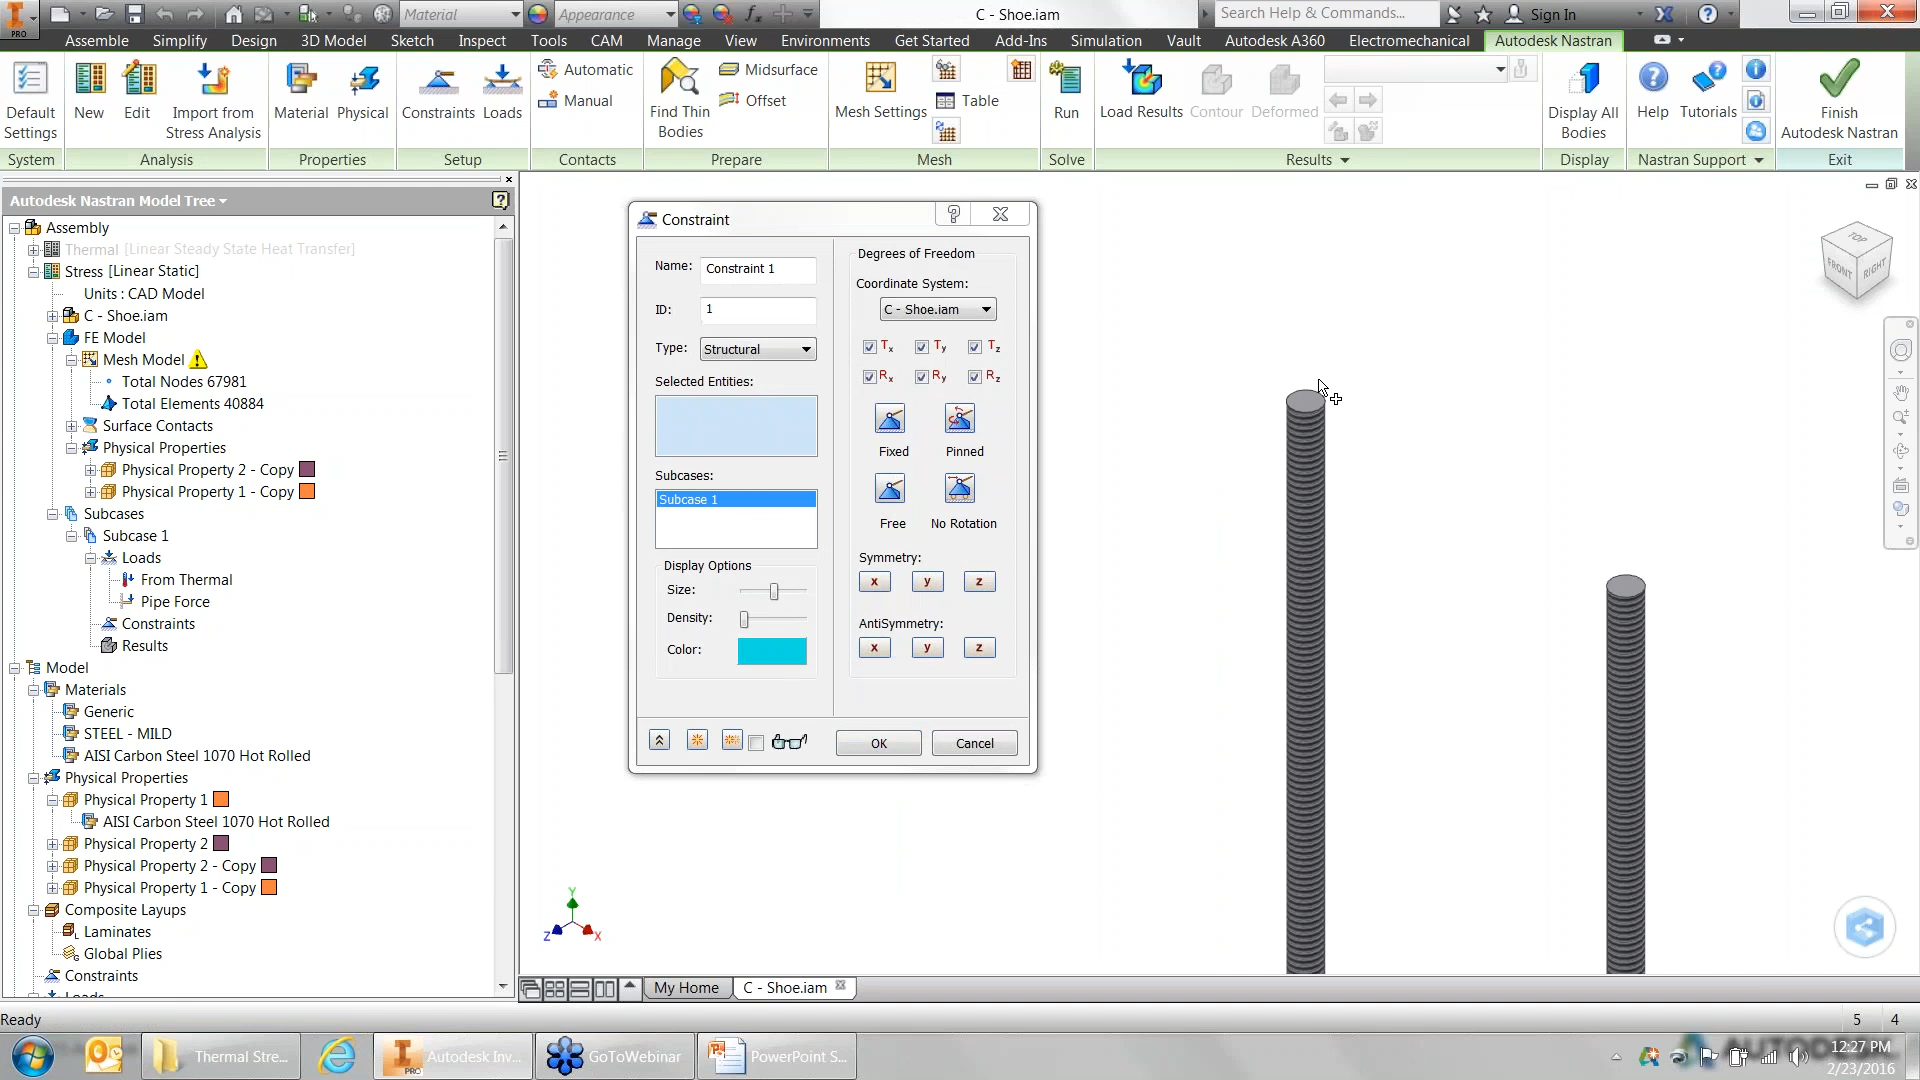 PRO
Material
Appearance
C - Shoe.iam
Search Help & Commands...
Sign In
Assemble Simplify Design 3D Model Sketch Inspect Tools CAM Manage View Environments Get Started Add-Ins Simulation Vault Autodesk A360 Electromechanical Autodesk Nastran
Default Settings
New
Edit
Import from Stress Analysis
Material
Physical
Constraints
Loads
Automatic
Manual
Find Thin Bodies
Midsurface
Offset
Mesh Settings
Table
Run
Load Results
Contour
Deformed
Display All Bodies
Help
Tutorials
Finish Autodesk Nastran
System Analysis Properties Setup Contacts Prepare Mesh Solve Results Display Nastran Support Exit
Autodesk Nastran Model Tree
Assembly
Thermal [Linear Steady State Heat Transfer]
Stress [Linear Static]
Units : CAD Model
C - Shoe.iam
FE Model
Mesh Model
Total Nodes 67981
Total Elements 40884
Surface Contacts
Physical Properties
Physical Property 2 - Copy
Physical Property 1 - Copy
Subcases
Subcase 1
Loads
From Thermal
Pipe Force
Constraints
Results
Model
Materials
Generic
STEEL - MILD
AISI Carbon Steel 1070 Hot Rolled
Physical Properties
Physical Property 1
AISI Carbon Steel 1070 Hot Rolled
Physical Property 2
Physical Property 2 - Copy
Physical Property 1 - Copy
Composite Layups
Laminates
Global Plies
Constraints
Loads
Constraint
Name: Constraint 1
ID: 1
Type: Structural
Selected Entities:
Subcases:
Subcase 1
Display Options
Size:
Density:
Color:
Degrees of Freedom
Coordinate System:
C - Shoe.iam
Tx Ty Tz
Rx Ry Rz
Fixed Pinned
Free No Rotation
Symmetry:
x y z
AntiSymmetry:
x y z
OK Cancel
TOP
FRONT RIGHT
Y
Z X
My Home
C - Shoe.iam
Ready
5 4
Thermal Stre...
Autodesk Inv...
PRO
GoToWebinar
PowerPoint S...
12:27 PM
2/23/2016